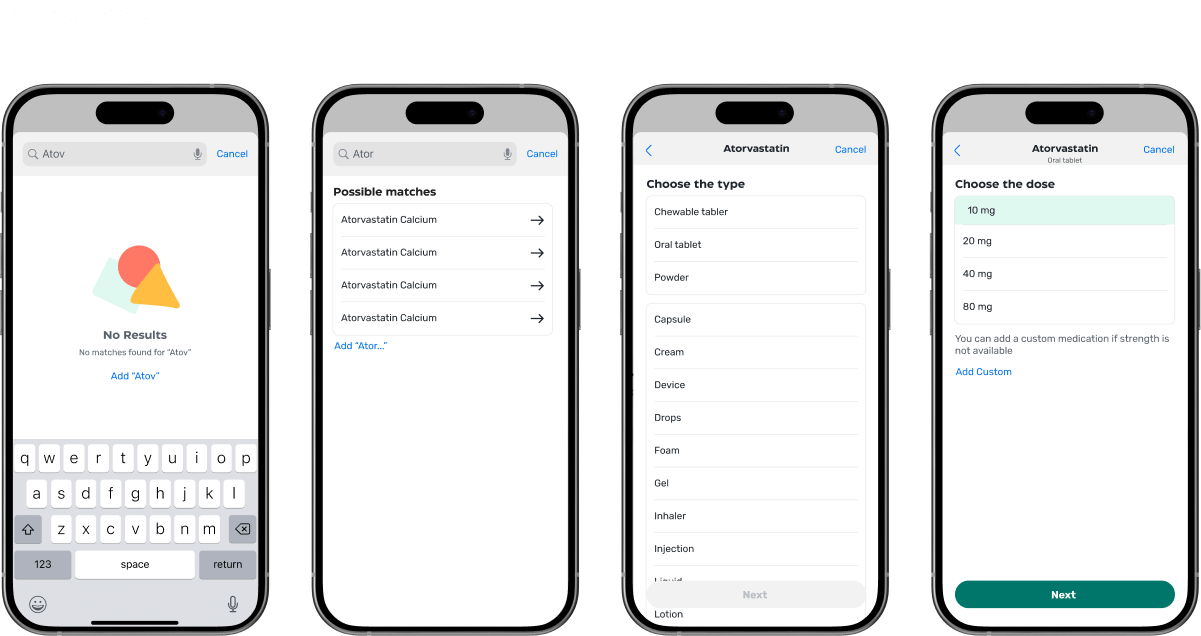 Atov
Cancel
No Results
No matches found for “Atov”
Add “Atov”
q w e r t y u i o p
a s d f g h j k l
z x c v b n m
123 space return
Ator
Cancel
Possible matches
Atorvastatin Calcium
Atorvastatin Calcium
Atorvastatin Calcium
Atorvastatin Calcium
Add “Ator...”
Atorvastatin
Cancel
Choose the type
Chewable tabler
Oral tablet
Powder
Capsule
Cream
Device
Drops
Foam
Gel
Inhaler
Injection
Liquid
Next
Lotion
Atorvastatin
Cancel
Oral tablet
Choose the dose
10 mg
20 mg
40 mg
80 mg
You can add a custom medication if strength is
not available
Add Custom
Next